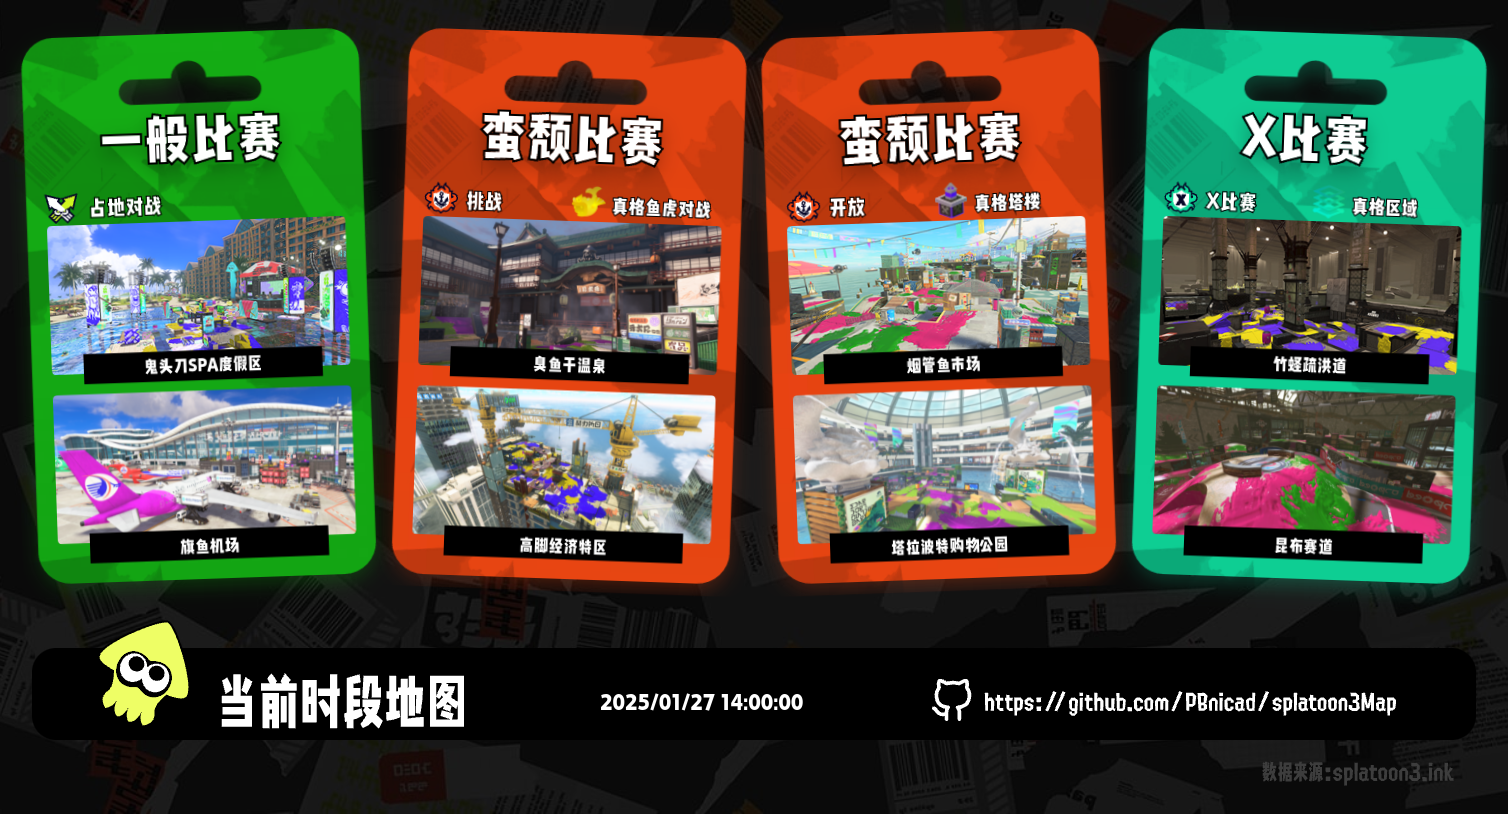 一般比赛
占地对战
鬼头刀SPA度假区
旗鱼机场
蛮颓比赛
挑战
真格鱼虎对战
臭鱼干温泉
高脚经济特区
蛮颓比赛
开放
真格塔楼
烟管鱼市场
塔拉波特购物公园
X比赛
X比赛
真格区域
竹蛏疏洪道
昆布赛道
当前时段地图
2025/01/27 14:00:00
https://github.com/PBnicad/splatoon3Map
数据来源:splatoon3.ink